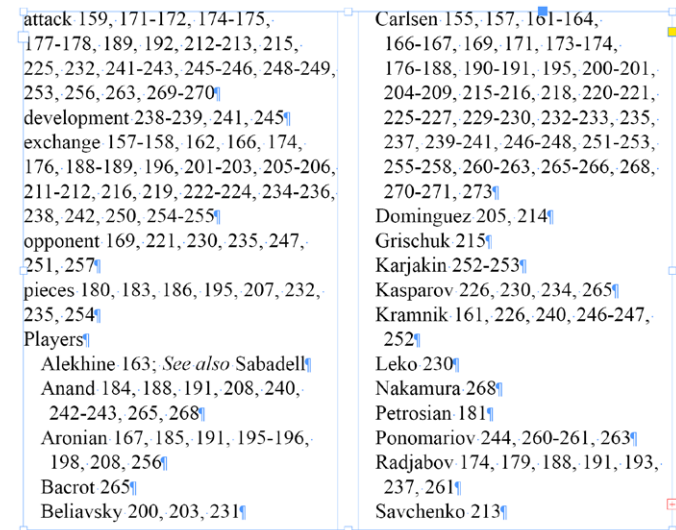 attack 159, 171-172, 174-175,
177-178, 189, 192, 212-213, 215,
225, 232, 241-243, 245-246, 248-249,
253, 256, 263, 269-270¶
development 238-239, 241, 245¶
exchange 157-158, 162, 166, 174,
176, 188-189, 196, 201-203, 205-206,
211-212, 216, 219, 222-224, 234-236,
238, 242, 250, 254-255¶
opponent 169, 221, 230, 235, 247,
251, 257¶
pieces 180, 183, 186, 195, 207, 232,
235, 254¶
Players¶
Alekhine 163; See also Sabadell¶
Anand 184, 188, 191, 208, 240,
242-243, 265, 268¶
Aronian 167, 185, 191, 195-196,
198, 208, 256¶
Bacrot 265¶
Beliavsky 200, 203, 231¶
Carlsen 155, 157, 161-164,
166-167, 169, 171, 173-174,
176-188, 190-191, 195, 200-201,
204-209, 215-216, 218, 220-221,
225-227, 229-230, 232-233, 235,
237, 239-241, 246-248, 251-253,
255-258, 260-263, 265-266, 268,
270-271, 273¶
Dominguez 205, 214¶
Grischuk 215¶
Karjakin 252-253¶
Kasparov 226, 230, 234, 265¶
Kramnik 161, 226, 240, 246-247,
252¶
Leko 230¶
Nakamura 268¶
Petrosian 181¶
Ponomariov 244, 260-261, 263¶
Radjabov 174, 179, 188, 191, 193,
237, 261¶
Savchenko 213¶